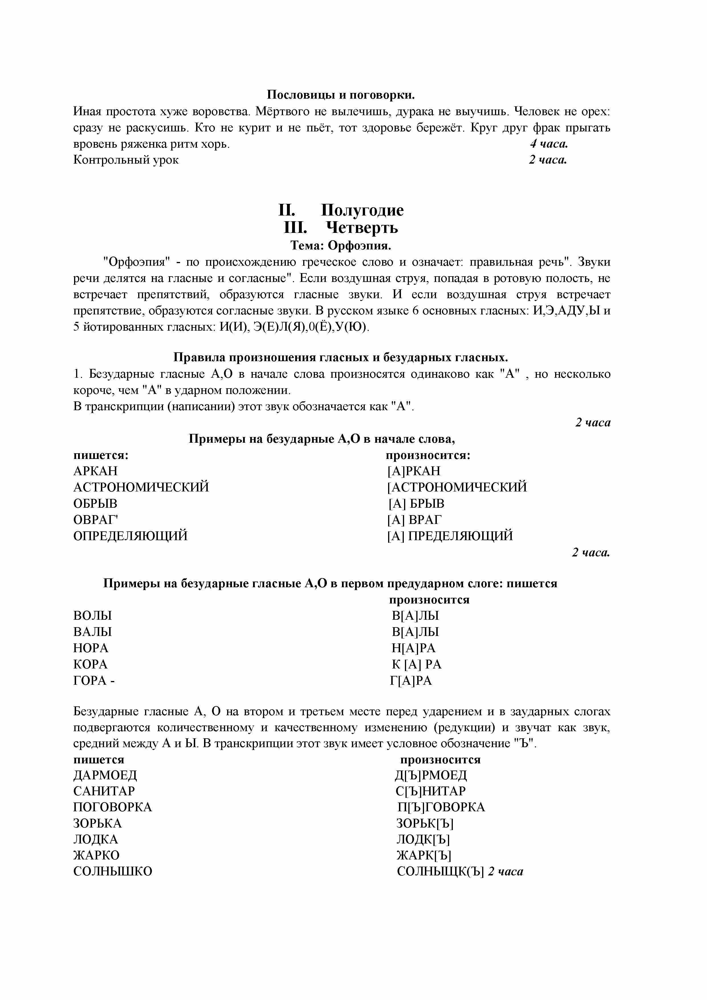 Пословицы и поговорки.
Иная простота хуже воровства. Мёртвого не вылечишь, дурака не выучишь. Человек не орех:
сразу не раскусишь. Кто не курит и не пьёт, тот здоровье бережёт. Круг друг фрак прыгать
вровень ряженка ритм хорь. 4 часа.
Контрольный урок 2 часа.
II. Полугодие
III. Четверть
Тема: Орфоэпия.
"Орфоэпия" - по происхождению греческое слово и означает: правильная речь". Звуки
речи делятся на гласные и согласные". Если воздушная струя, попадая в ротовую полость, не
встречает препятствий, образуются гласные звуки. И если воздушная струя встречает
препятствие, образуются согласные звуки. В русском языке 6 основных гласных: И,Э,АДУ,Ы и
5 йотированных гласных: И(И), Э(Е)Л(Я),0(Ё),У(Ю).
Правила произношения гласных и безударных гласных.
1. Безударные гласные А,О в начале слова произносятся одинаково как "А" , но несколько
короче, чем "А" в ударном положении.
В транскрипции (написании) этот звук обозначается как "А".
2 часа
Примеры на безударные А,О в начале слова,
пишется: произносится:
АРКАН [А]РКАН
АСТРОНОМИЧЕСКИЙ [АСТРОНОМИЧЕСКИЙ
ОБРЫВ [А] БРЫВ
ОВРАГ' [А] ВРАГ
ОПРЕДЕЛЯЮЩИЙ [А] ПРЕДЕЛЯЮЩИЙ
2 часа.
Примеры на безударные гласные А,О в первом предударном слоге: пишется
произносится
ВОЛЫ В[А]ЛЫ
ВАЛЫ В[А]ЛЫ
НОРА Н[А]РА
КОРА К [А] РА
ГОРА - Г[А]РА
Безударные гласные А, О на втором и третьем месте перед ударением и в заударных слогах
подвергаются количественному и качественному изменению (редукции) и звучат как звук,
средний между А и Ы. В транскрипции этот звук имеет условное обозначение "Ъ".
пишется произносится
ДАРМОЕД Д[Ъ]РМОЕД
САНИТАР С[Ъ]НИТАР
ПОГОВОРКА П[Ъ]ГОВОРКА
ЗОРЬКА ЗОРЬК[Ъ]
ЛОДКА ЛОДК[Ъ]
ЖАРКО ЖАРК[Ъ]
СОЛНЫШКО СОЛНЫЩК(Ъ] 2 часа